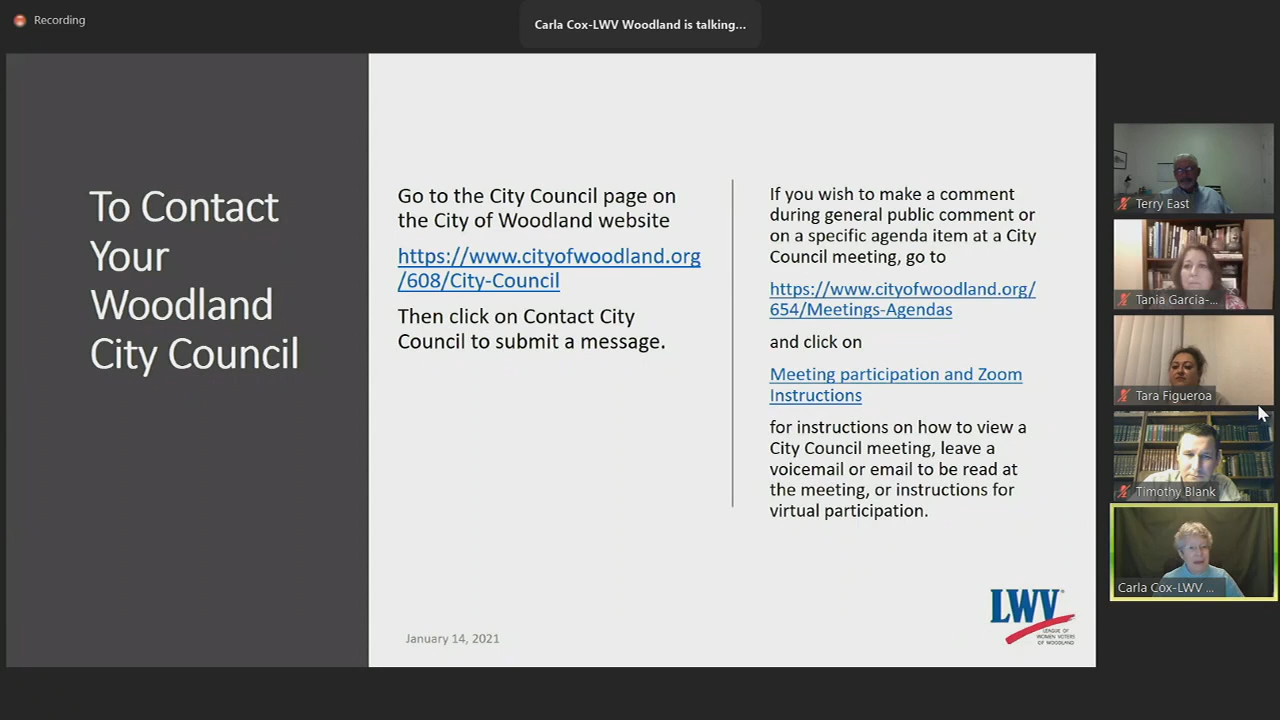 Recording
Carla Cox-LWV Woodland is talking...
To Contact
Your
Woodland
City Council
Go to the City Council page on
the City of Woodland website
https://www.cityofwoodland.org
/608/City-Council
Then click on Contact City
Council to submit a message.
If you wish to make a comment
during general public comment or
on a specific agenda item at a City
Council meeting, go to
https://www.cityofwoodland.org/
654/Meetings-Agendas
and click on
Meeting participation and Zoom
Instructions
for instructions on how to view a
City Council meeting, leave a
voicemail or email to be read at
the meeting, or instructions for
virtual participation.
January 14, 2021
LWV
LEAGUE OF
WOMEN VOTERS
OF WOODLAND
Terry East
Tania Garcia-...
Tara Figueroa
Timothy Blank
Carla Cox-LWV ...